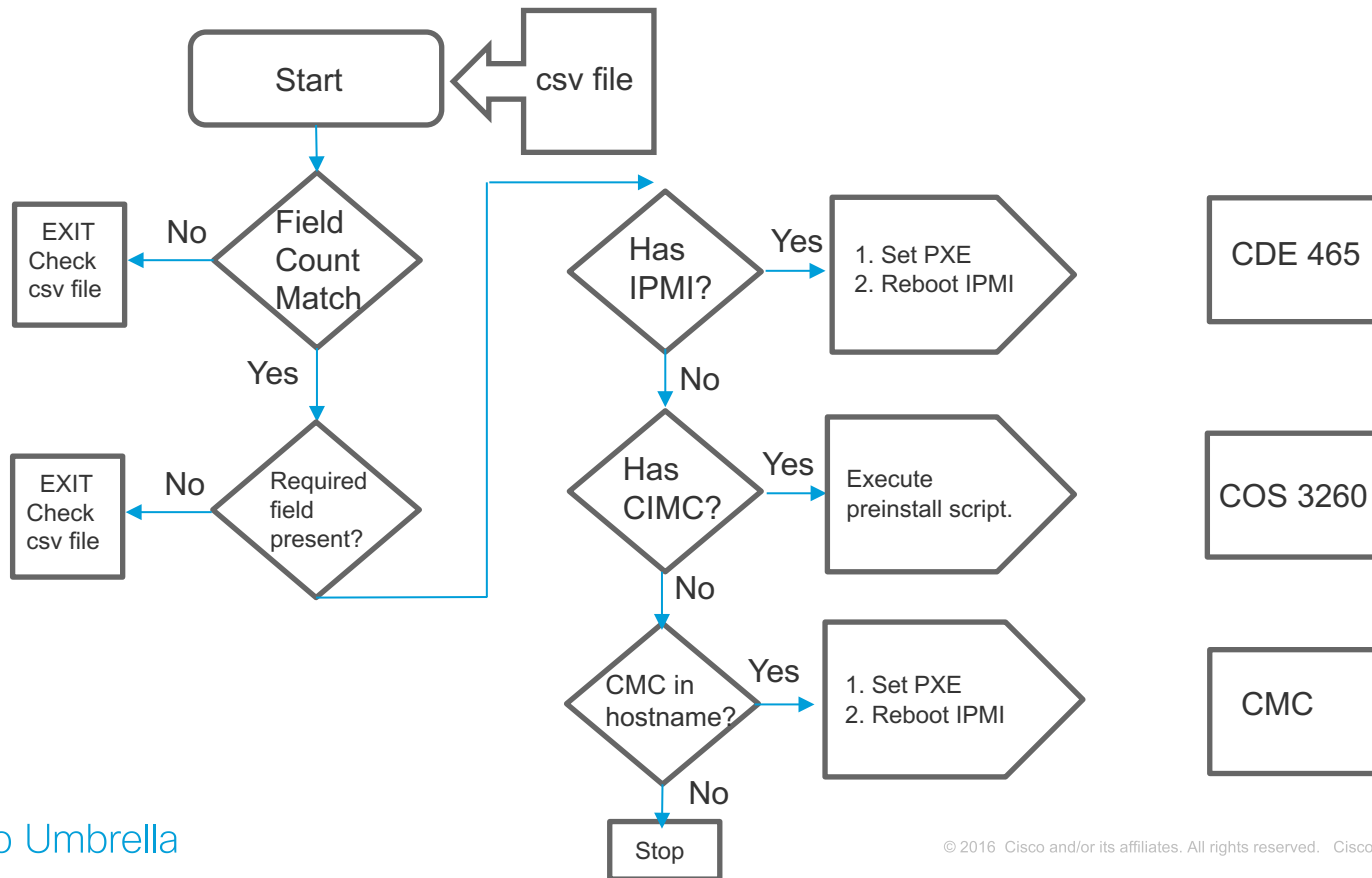 Start
csv file
Field
Count
Match
No
EXIT
Check
csv file
Yes
Required
field
present?
No
EXIT
Check
csv file
Has
IPMI?
Yes
1. Set PXE
2. Reboot IPMI
CDE 465
No
Has
CIMC?
Yes
Execute
preinstall script.
COS 3260
No
CMC in
hostname?
Yes
1. Set PXE
2. Reboot IPMI
CMC
No
Stop
o Umbrella
© 2016 Cisco and/or its affiliates. All rights reserved. Cisco